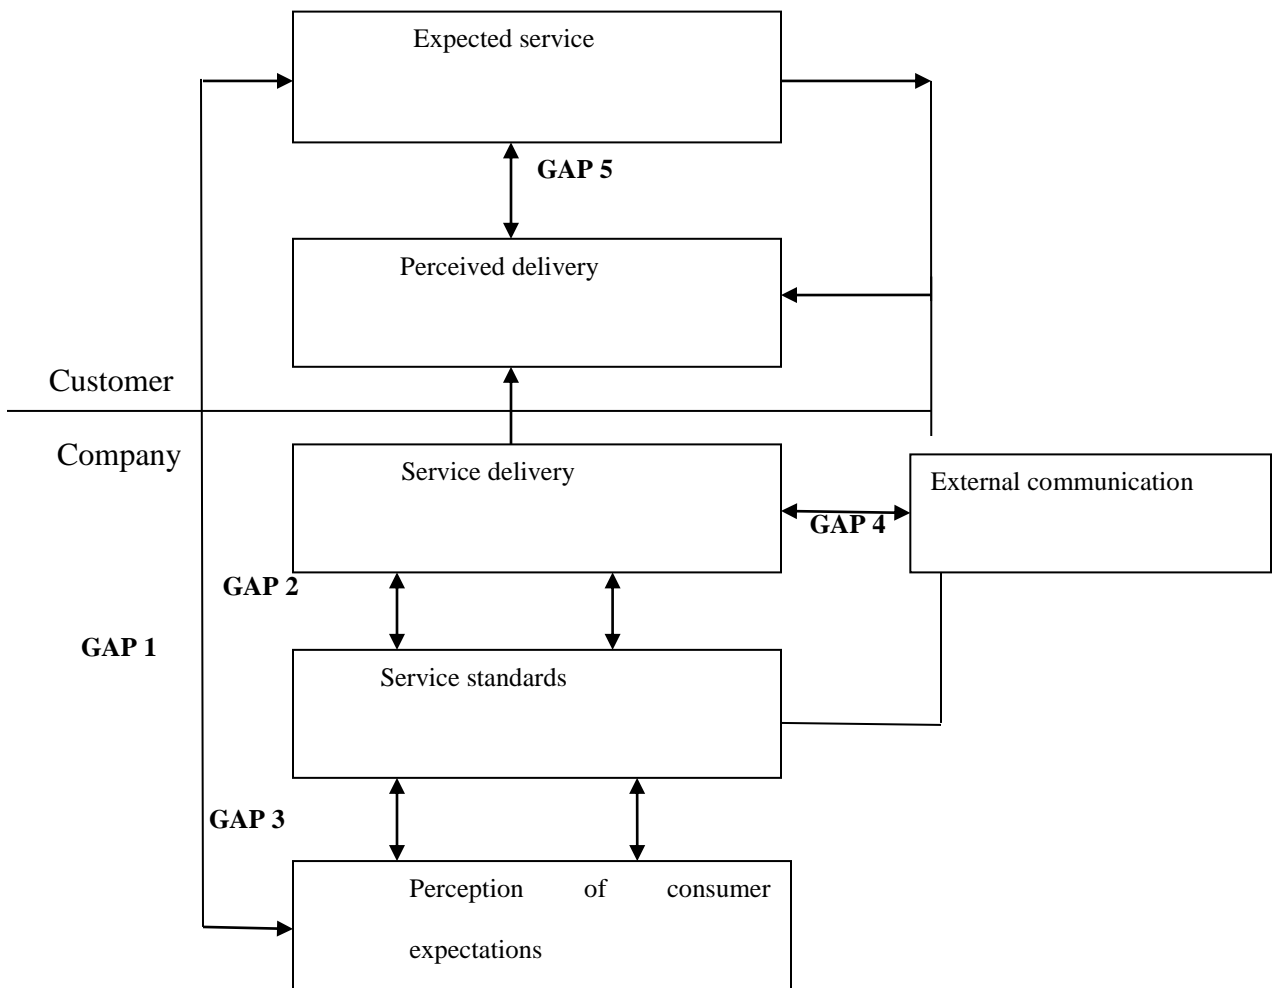 Expected service
GAP 5
Perceived delivery
Customer
Company
Service delivery
External communication
GAP 4
GAP 2
GAP 1
Service standards
GAP 3
Perception of consumer
expectations